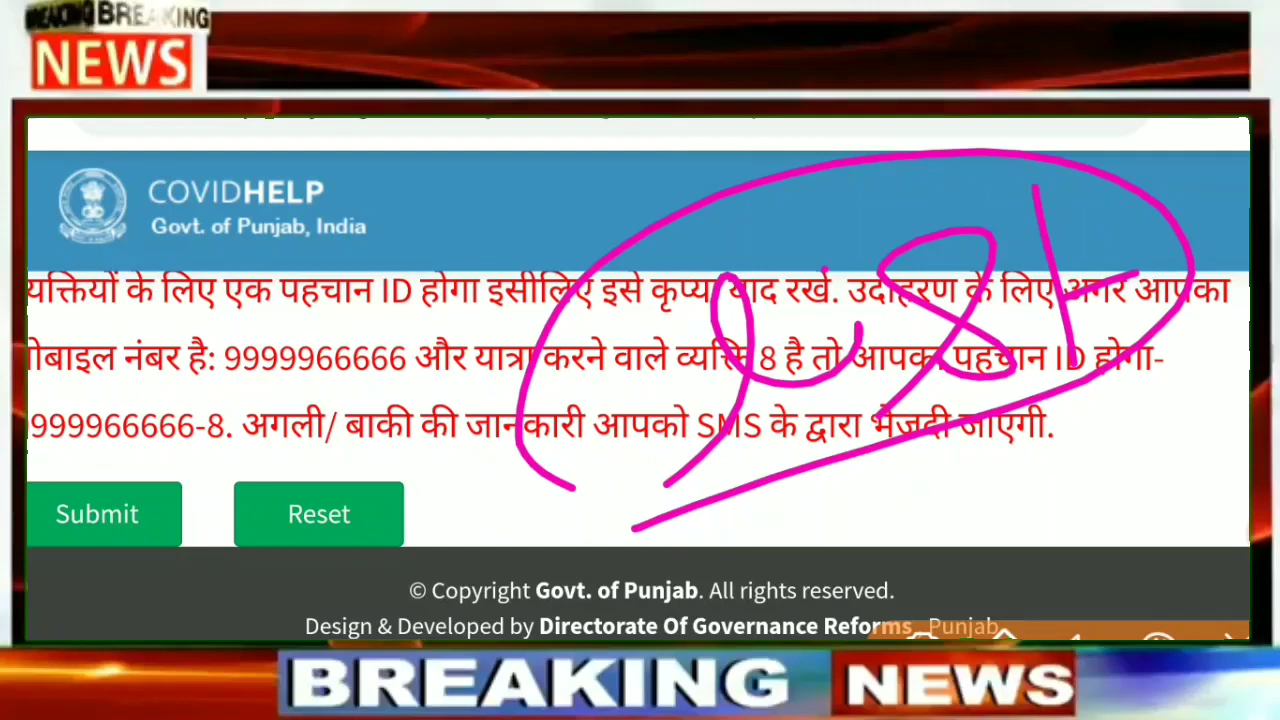 BREAKING BREAKING
NEWS
COVIDHELP
Govt. of Punjab, India
यक्तियों के लिए एक पहचान ID होगा इसीलिए इसे कृप्या याद रखें. उदाहरण के लिए अगर आपका
ोबाइल नंबर है: 9999966666 और यात्रा करने वाले व्यक्ति 8 है तो आपका पहचान ID होगा-
999966666-8. अगली/ बाकी की जानकारी आपको SMS के द्वारा भेजदी जाएगी.
List
Submit Reset
© Copyright Govt. of Punjab. All rights reserved.
Design & Developed by Directorate Of Governance Reforms, Punjab
BREAKING NEWS